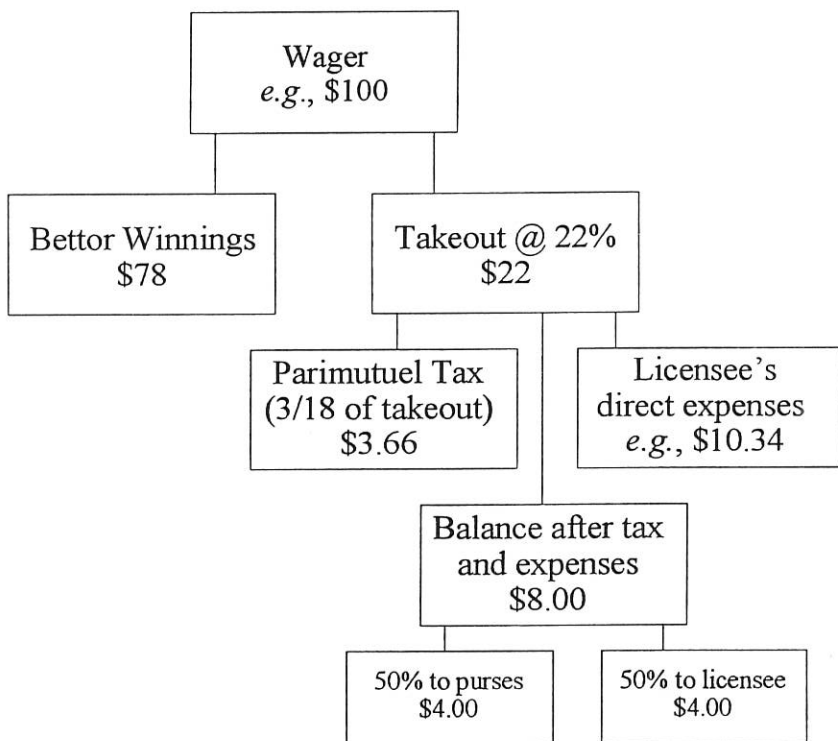 Wager
e.g., $100
Bettor Winnings
$78
Takeout @ 22%
$22
Parimutuel Tax
(3/18 of takeout)
$3.66
Licensee's
direct expenses
e.g., $10.34
Balance after tax
and expenses
$8.00
50% to purses
$4.00
50% to licensee
$4.00